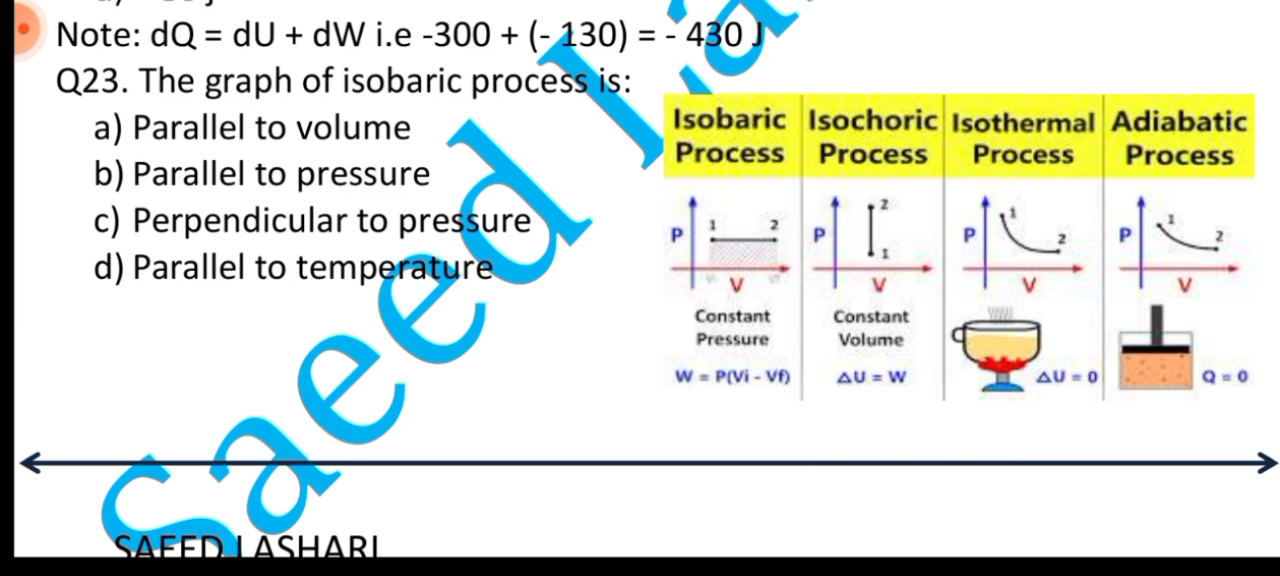 Note: dQ = dU + dW i.e -300 + (- 130) = - 430 J
Q23. The graph of isobaric process is:
a) Parallel to volume
b) Parallel to pressure
c) Perpendicular to pressure
d) Parallel to temperature
Isobaric Process
Isochoric Process
Isothermal Process
Adiabatic Process
P 1 2 V
P 2 1 V
P 1 2 V
P 1 2 V
Constant Pressure
Constant Volume
W = P(Vi - Vf)
ΔU = W
ΔU = 0
Q = 0
Saeed
SAEED LASHARI